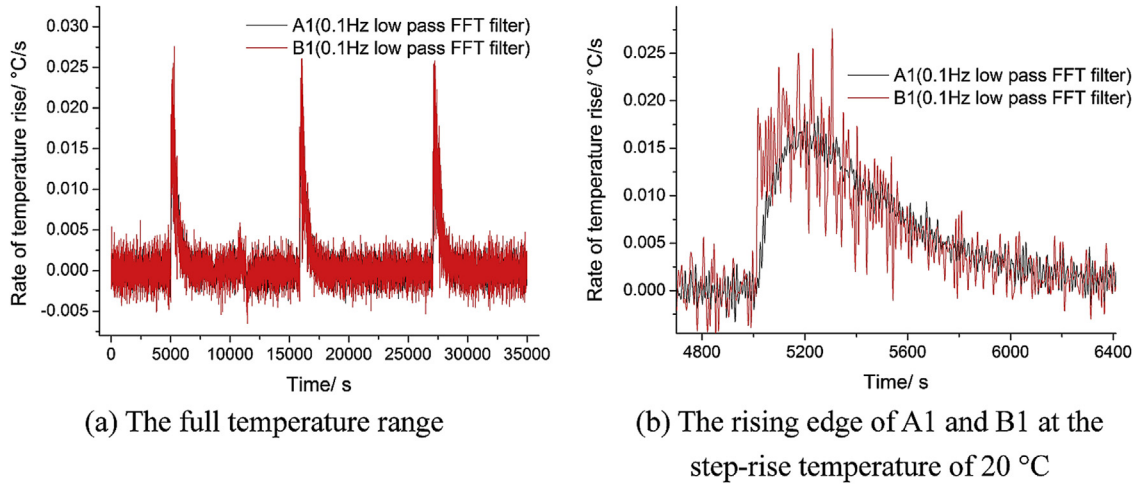 A1(0.1Hz low pass FFT filter)
B1(0.1Hz low pass FFT filter)
Rate of temperature rise/ °C/s
0.030
0.025
0.020
0.015
0.010
0.005
0.000
-0.005
0 5000 10000 15000 20000 25000 30000 35000
Time/ s
(a) The full temperature range
A1(0.1Hz low pass FFT filter)
B1(0.1Hz low pass FFT filter)
Rate of temperature rise/ °C/s
0.030
0.025
0.020
0.015
0.010
0.005
0.000
4800 5200 5600 6000 6400
Time/ s
(b) The rising edge of A1 and B1 at the
step-rise temperature of 20 °C